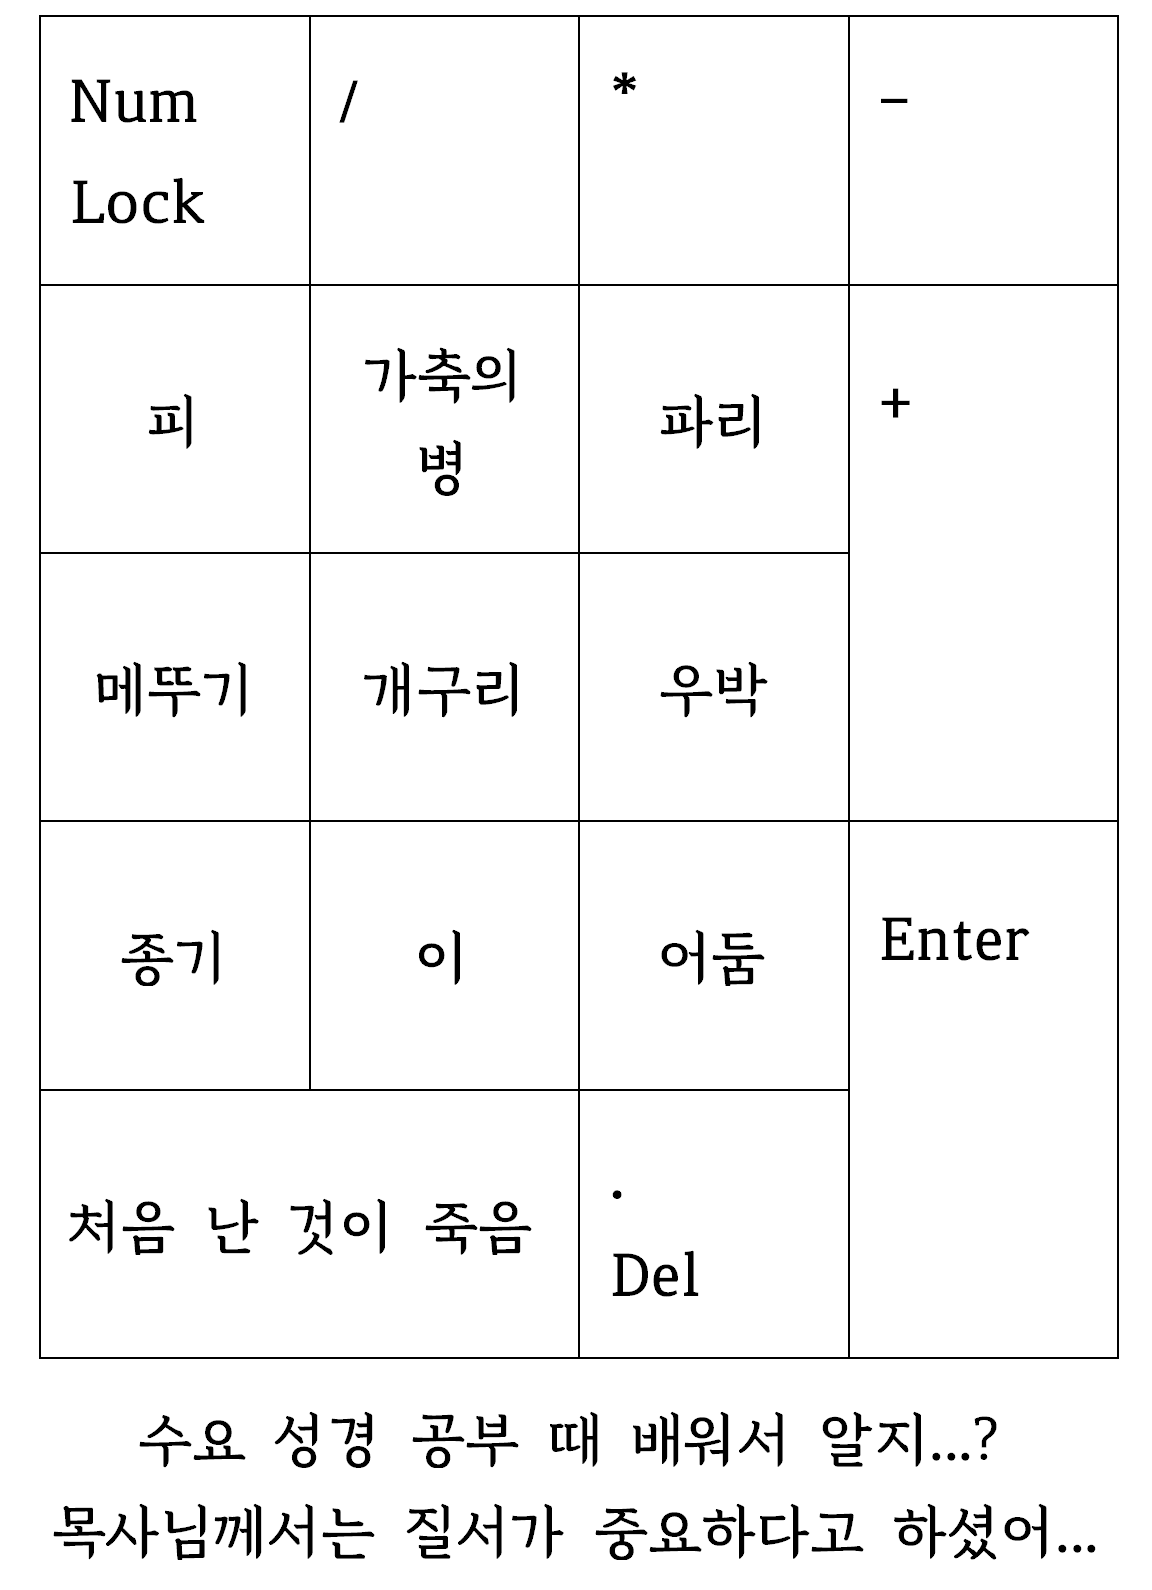 Num
Lock
/
*
-
피
가축의
병
파리
+
메뚜기
개구리
우박
종기
이
어둠
Enter
처음 난 것이 죽음
.
Del
수요 성경 공부 때 배워서 알지...?
목사님께서는 질서가 중요하다고 하셨어...